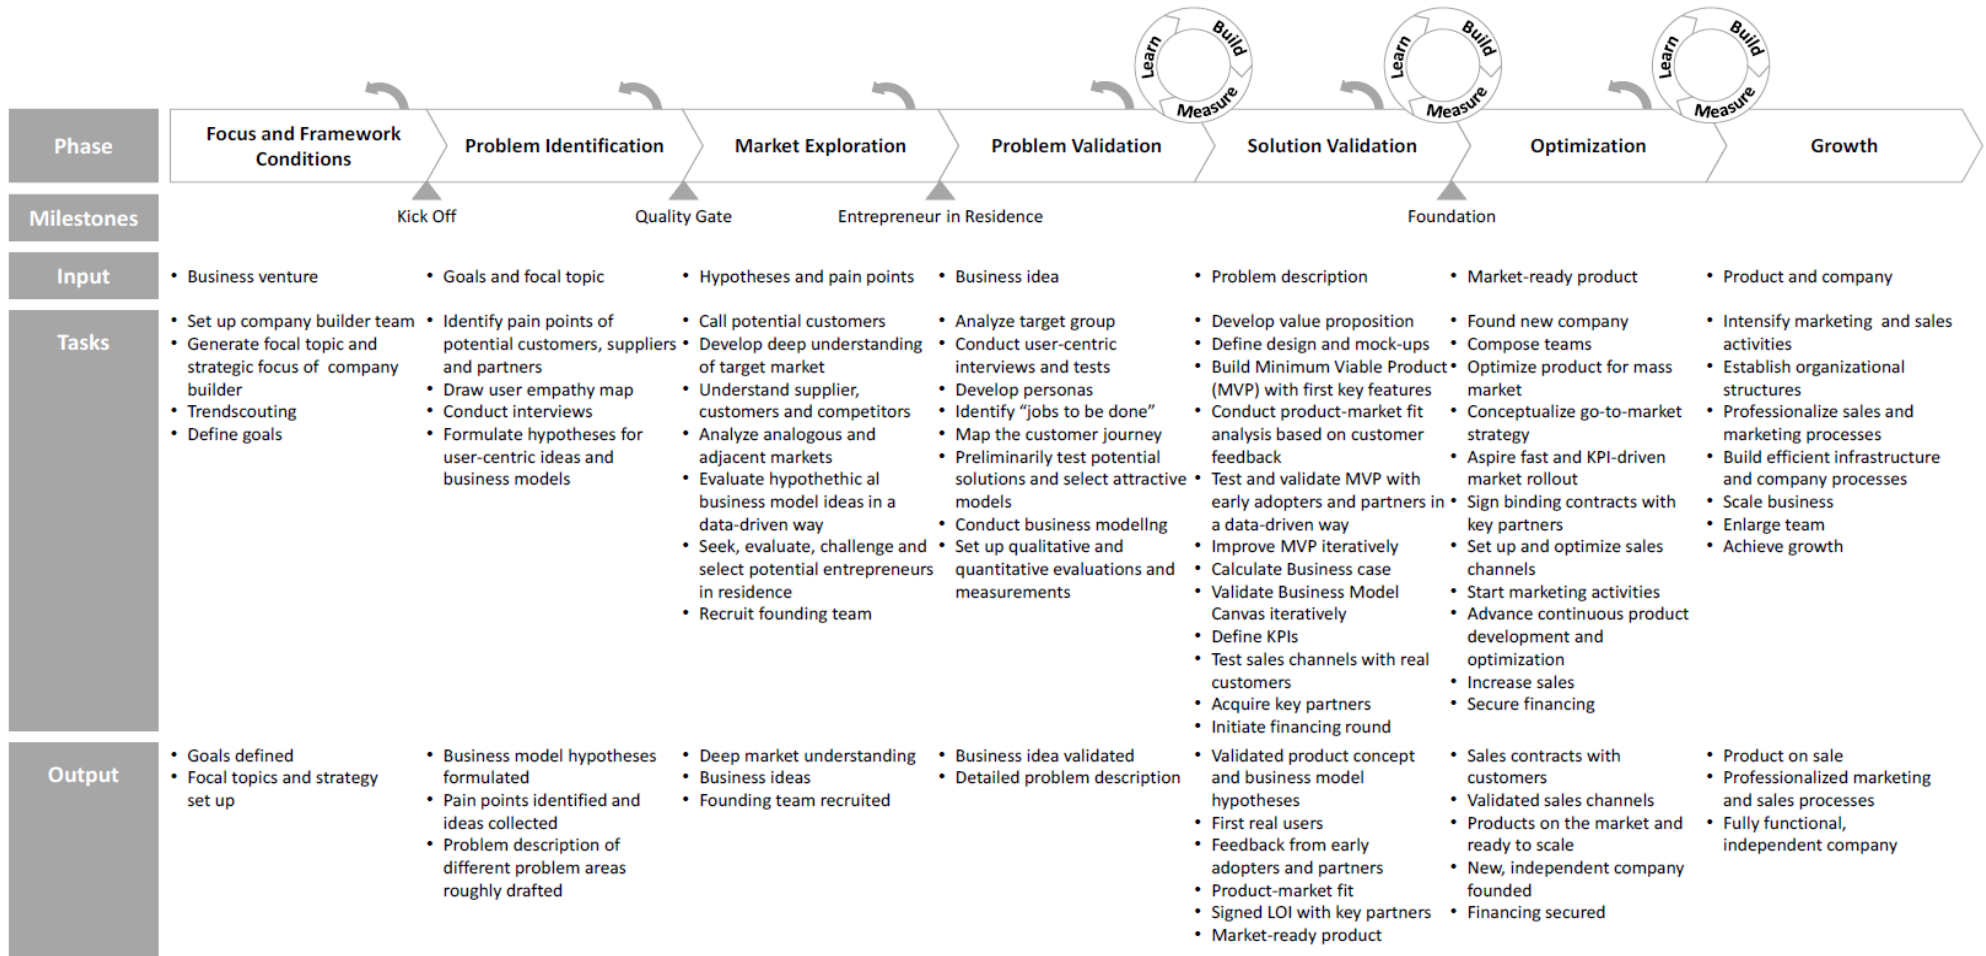 Learn
Build
Measure
Learn
Build
Measure
Learn
Build
Measure
Phase
Focus and Framework
Conditions
Problem Identification
Market Exploration
Problem Validation
Solution Validation
Optimization
Growth
Milestones
Kick Off
Quality Gate
Entrepreneur in Residence
Foundation
Input
• Business venture
• Goals and focal topic
• Hypotheses and pain points
• Business idea
• Problem description
• Market-ready product
• Product and company
Tasks
• Set up company builder team
• Generate focal topic and
strategic focus of company
builder
• Trendscouting
• Define goals
• Identify pain points of
potential customers, suppliers
and partners
• Draw user empathy map
• Conduct interviews
• Formulate hypotheses for
user-centric ideas and
business models
• Call potential customers
• Develop deep understanding
of target market
• Understand supplier,
customers and competitors
• Analyze analogous and
adjacent markets
• Evaluate hypothethic al
business model ideas in a
data-driven way
• Seek, evaluate, challenge and
select potential entrepreneurs
in residence
• Recruit founding team
• Analyze target group
• Conduct user-centric
interviews and tests
• Develop personas
• Identify “jobs to be done”
• Map the customer journey
• Preliminarily test potential
solutions and select attractive
models
• Conduct business modellng
• Set up qualitative and
quantitative evaluations and
measurements
• Develop value proposition
• Define design and mock-ups
• Build Minimum Viable Product
(MVP) with first key features
• Conduct product-market fit
analysis based on customer
feedback
• Test and validate MVP with
early adopters and partners in
a data-driven way
• Improve MVP iteratively
• Calculate Business case
• Validate Business Model
Canvas iteratively
• Define KPIs
• Test sales channels with real
customers
• Acquire key partners
• Initiate financing round
• Found new company
• Compose teams
• Optimize product for mass
market
• Conceptualize go-to-market
strategy
• Aspire fast and KPI-driven
market rollout
• Sign binding contracts with
key partners
• Set up and optimize sales
channels
• Start marketing activities
• Advance continuous product
development and
optimization
• Increase sales
• Secure financing
• Intensify marketing and sales
activities
• Establish organizational
structures
• Professionalize sales and
marketing processes
• Build efficient infrastructure
and company processes
• Scale business
• Enlarge team
• Achieve growth
Output
• Goals defined
• Focal topics and strategy
set up
• Business model hypotheses
formulated
• Pain points identified and
ideas collected
• Problem description of
different problem areas
roughly drafted
• Deep market understanding
• Business ideas
• Founding team recruited
• Business idea validated
• Detailed problem description
• Validated product concept
and business model
hypotheses
• First real users
• Feedback from early
adopters and partners
• Product-market fit
• Signed LOI with key partners
• Market-ready product
• Sales contracts with
customers
• Validated sales channels
• Products on the market and
ready to scale
• New, independent company
founded
• Financing secured
• Product on sale
• Professionalized marketing
and sales processes
• Fully functional,
independent company